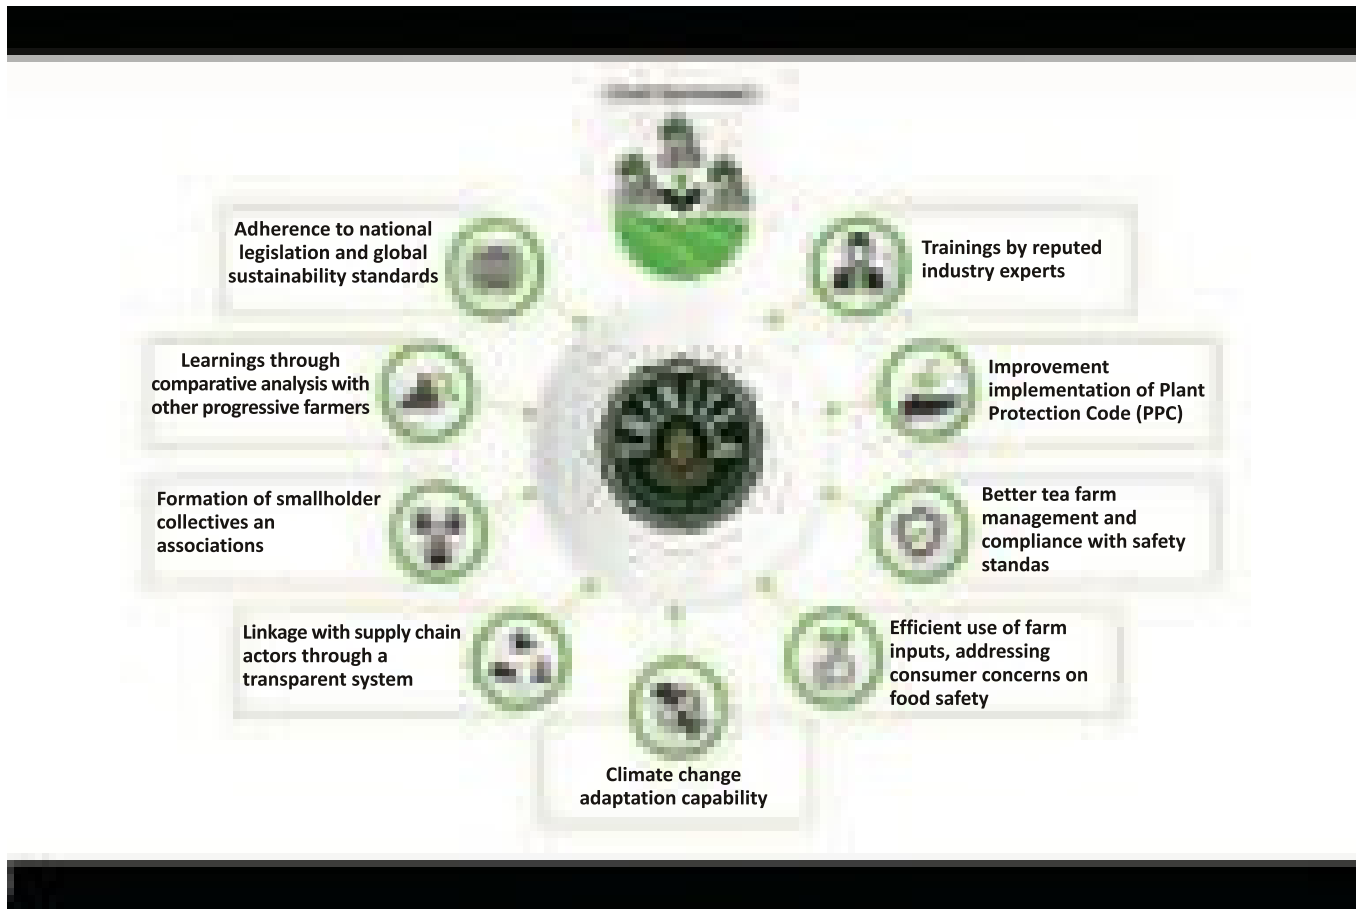 Adherence to national
legislation and global
sustainability standards
Trainings by reputed
industry experts
Learnings through
comparative analysis with
other progressive farmers
Improvement
implementation of Plant
Protection Code (PPC)
Formation of smallholder
collectives an
associations
Better tea farm
management and
compliance with safety
standas
Linkage with supply chain
actors through a
transparent system
Efficient use of farm
inputs, addressing
consumer concerns on
food safety
Climate change
adaptation capability